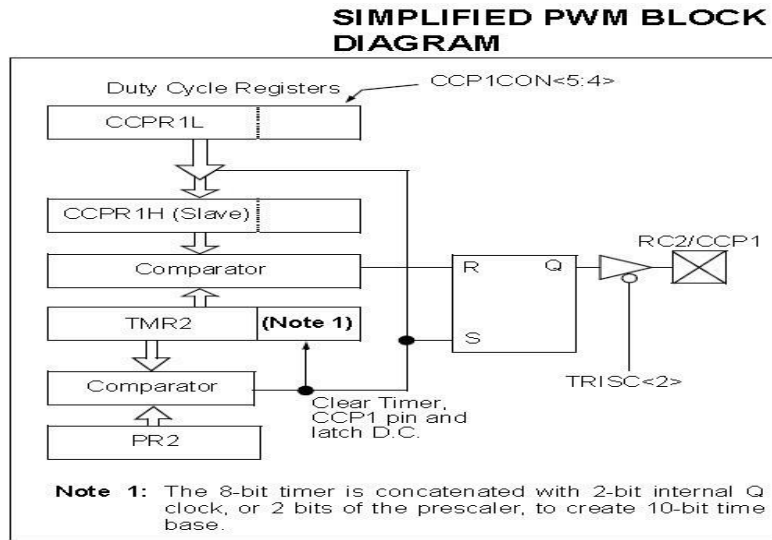 SIMPLIFIED PWM BLOCK
DIAGRAM
Duty Cycle Registers
CCP1CON<5:4>
CCPR1L
CCPR1H (Slave)
Comparator
R
Q
RC2/CCP1
TMR2
(Note 1)
S
Comparator
TRISC<2>
Clear Timer,
CCP1 pin and
latch D.C.
PR2
Note 1: The 8-bit timer is concatenated with 2-bit internal Q
clock, or 2 bits of the prescaler, to create 10-bit time
base.